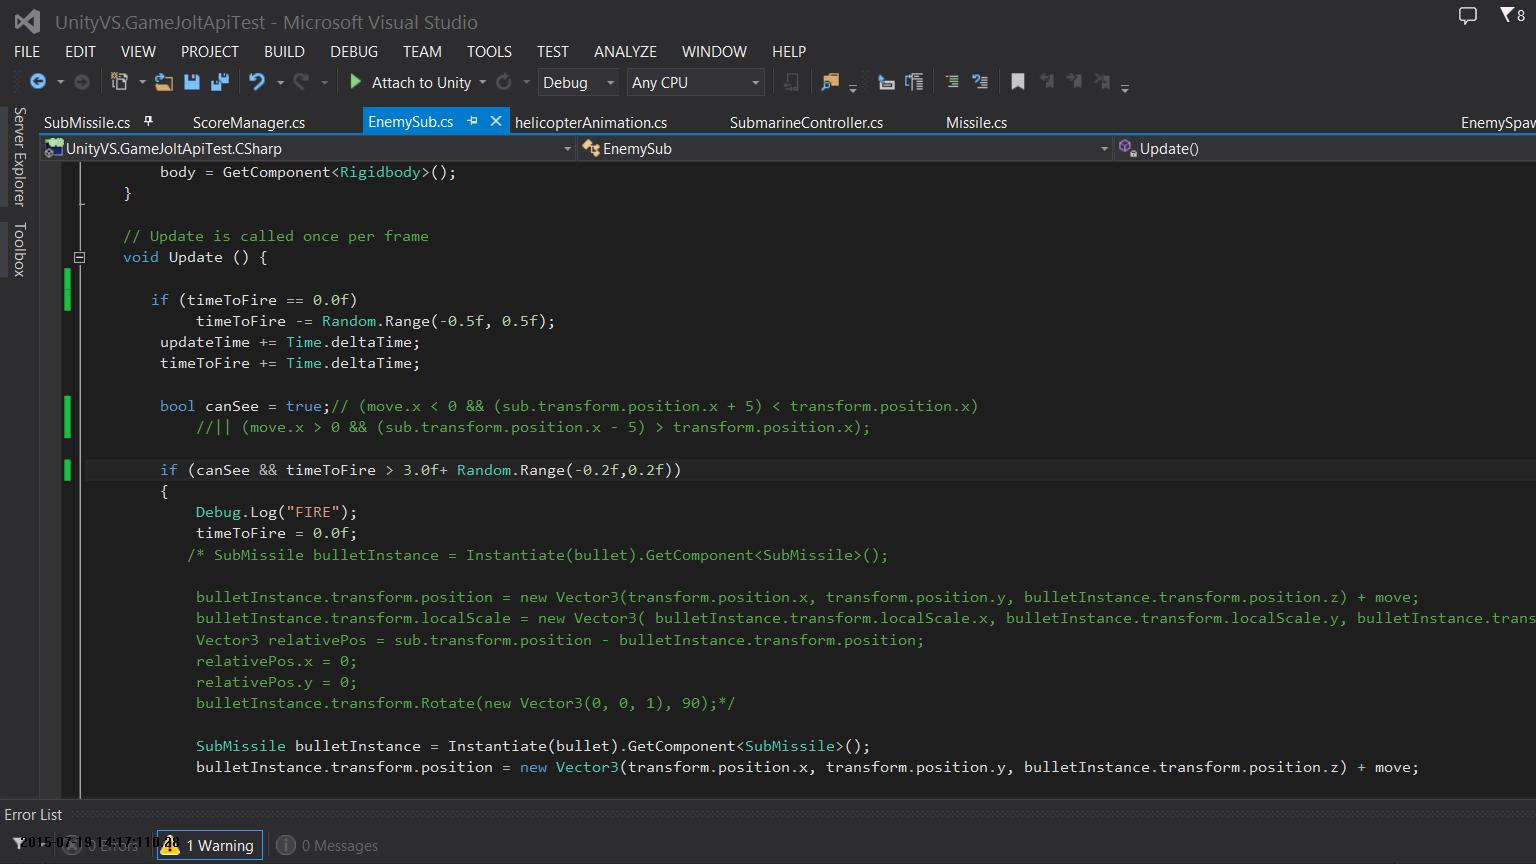 UnityVS.GameJoltApiTest - Microsoft Visual Studio
8
FILE EDIT VIEW PROJECT BUILD DEBUG TEAM TOOLS TEST ANALYZE WINDOW HELP
Attach to Unity Debug Any CPU
Server Explorer
Toolbox
SubMissile.cs ScoreManager.cs EnemySub.cs helicopterAnimation.cs SubmarineController.cs Missile.cs EnemySpaw
UnityVS.GameJoltApiTest.CSharp EnemySub Update()
body = GetComponent<Rigidbody>();
}
// Update is called once per frame
void Update () {
if (timeToFire == 0.0f)
timeToFire -= Random.Range(-0.5f, 0.5f);
updateTime += Time.deltaTime;
timeToFire += Time.deltaTime;
bool canSee = true;// (move.x < 0 && (sub.transform.position.x + 5) < transform.position.x)
//|| (move.x > 0 && (sub.transform.position.x - 5) > transform.position.x);
if (canSee && timeToFire > 3.0f+ Random.Range(-0.2f,0.2f))
{
Debug.Log("FIRE");
timeToFire = 0.0f;
/* SubMissile bulletInstance = Instantiate(bullet).GetComponent<SubMissile>();
bulletInstance.transform.position = new Vector3(transform.position.x, transform.position.y, bulletInstance.transform.position.z) + move;
bulletInstance.transform.localScale = new Vector3( bulletInstance.transform.localScale.x, bulletInstance.transform.localScale.y, bulletInstance.trans
Vector3 relativePos = sub.transform.position - bulletInstance.transform.position;
relativePos.x = 0;
relativePos.y = 0;
bulletInstance.transform.Rotate(new Vector3(0, 0, 1), 90);*/
SubMissile bulletInstance = Instantiate(bullet).GetComponent<SubMissile>();
bulletInstance.transform.position = new Vector3(transform.position.x, transform.position.y, bulletInstance.transform.position.z) + move;
Error List
0 Errors 1 Warning 0 Messages